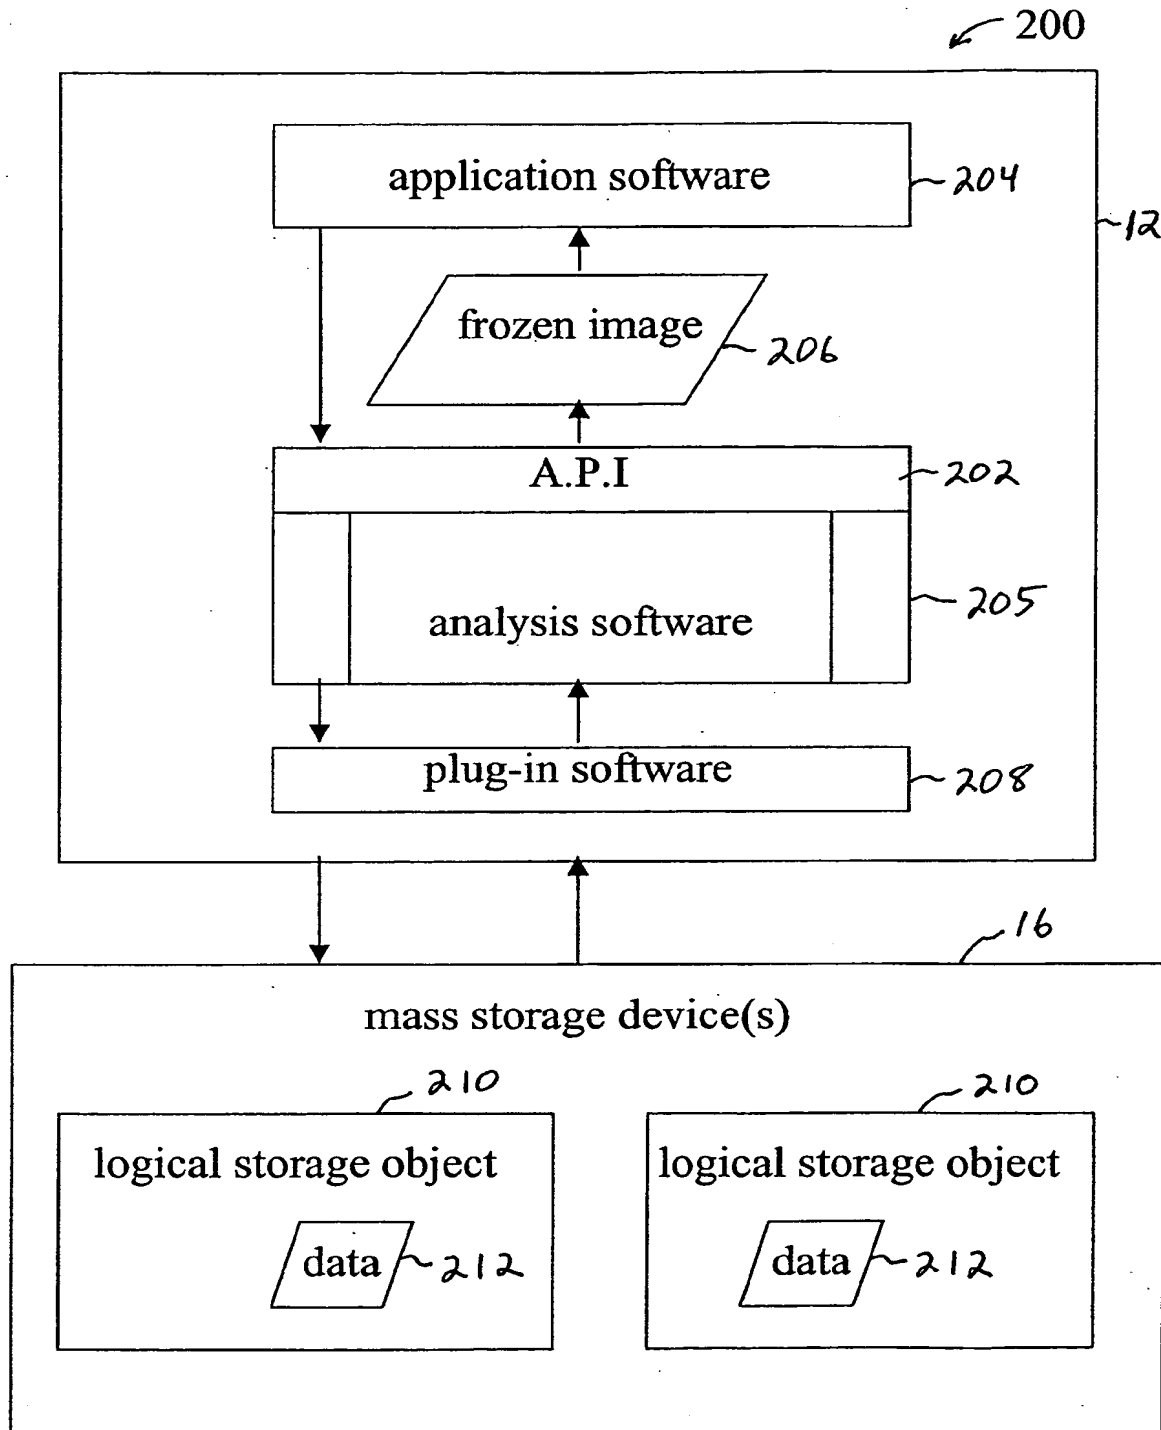 200
application software
204
12
frozen image
206
A.P.I
202
analysis software
205
plug-in software
208
16
mass storage device(s)
210
210
logical storage object
logical storage object
data
212
data
212